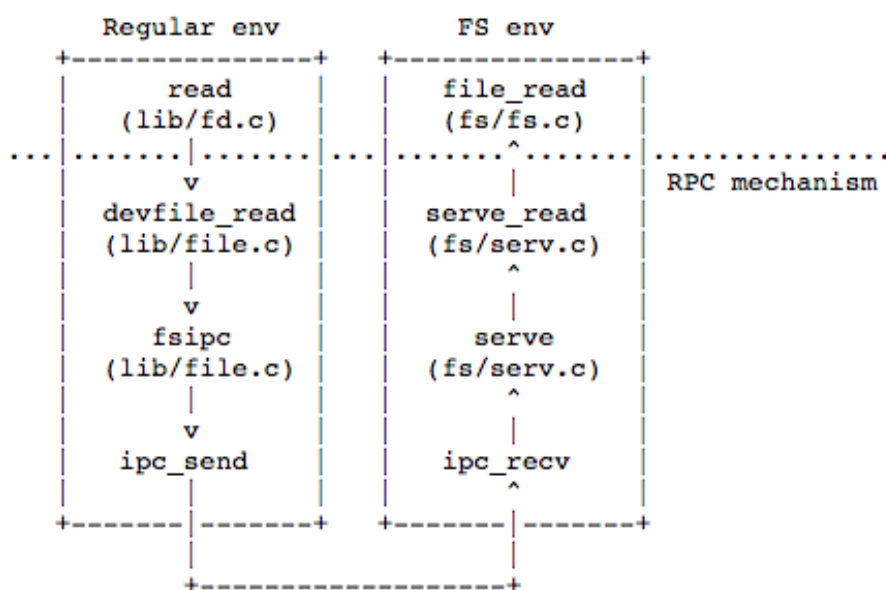 Regular env FS env
+---------------+ +---------------+
| read | | file_read |
| (lib/fd.c) | | (fs/fs.c) |
...|.......|.......|...|.......^.......|...............
| v | | | | RPC mechanism
| devfile_read | | serve_read |
| (lib/file.c) | | (fs/serv.c) |
| | | | ^ |
| v | | | |
| fsipc | | serve |
| (lib/file.c) | | (fs/serv.c) |
| | | | ^ |
| v | | | |
| ipc_send | | ipc_recv |
| | | | ^ |
+-------|-------+ +-------|-------+
| |
+-------------------+